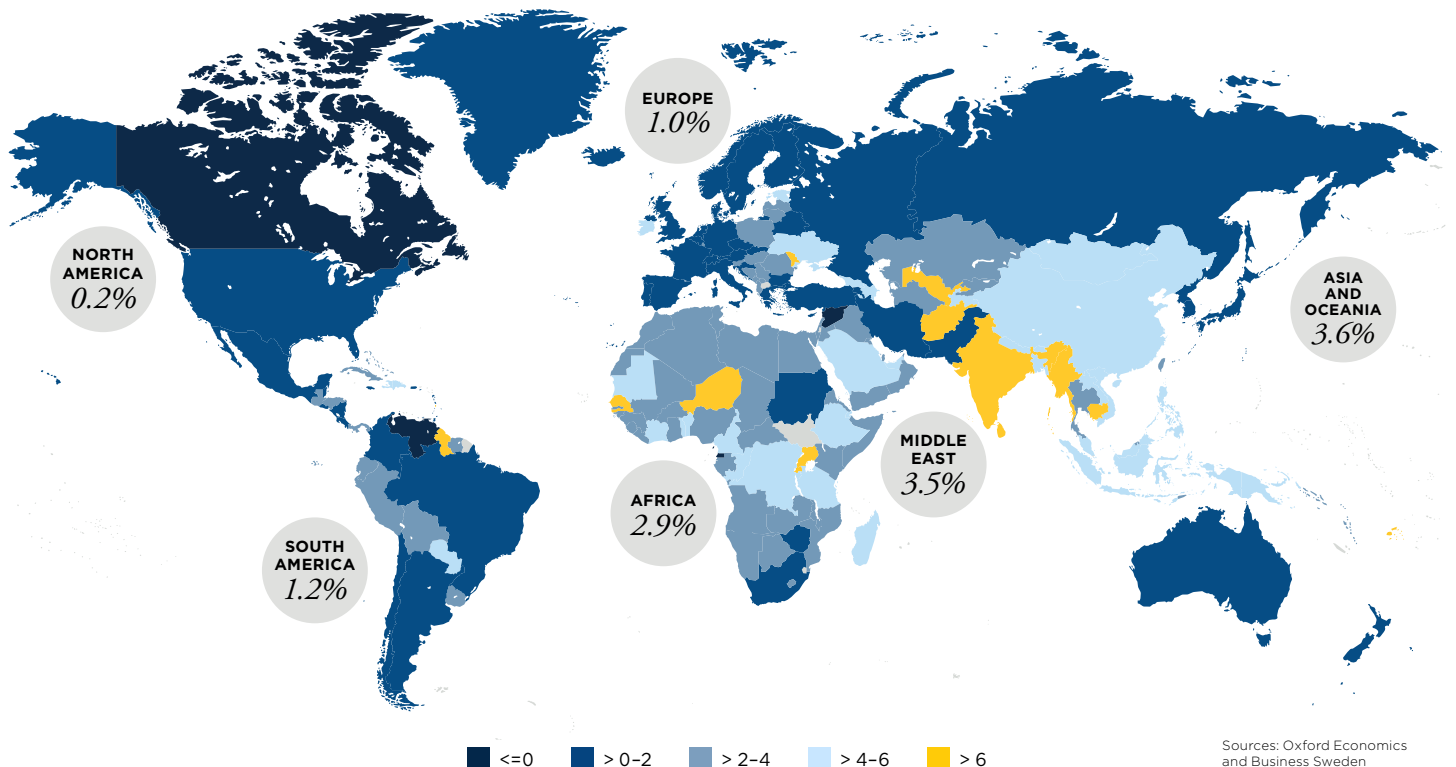 EUROPE
1.0%
NORTH
AMERICA
0.2%
ASIA
AND
OCEANIA
3.6%
MIDDLE
EAST
3.5%
AFRICA
2.9%
SOUTH
AMERICA
1.2%
<=0
> 0–2
> 2–4
> 4–6
> 6
Sources: Oxford Economics
and Business Sweden